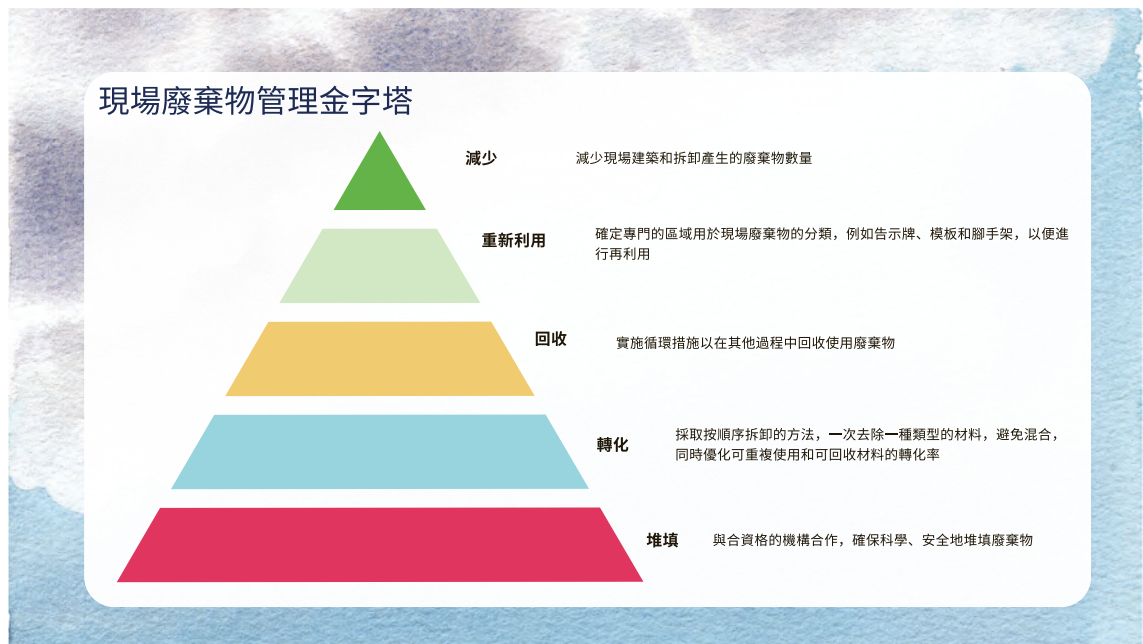 現場廢棄物管理金字塔
減少
減少現場建築和拆卸產生的廢棄物數量
重新利用
確定專門的區域用於現場廢棄物的分類，例如告示牌、模板和腳手架，以便進
行再利用
回收
實施循環措施以在其他過程中回收使用廢棄物
轉化
採取按順序拆卸的方法，一次去除一種類型的材料，避免混合，
同時優化可重複使用和可回收材料的轉化率
堆填
與合資格的機構合作，確保科學、安全地堆填廢棄物